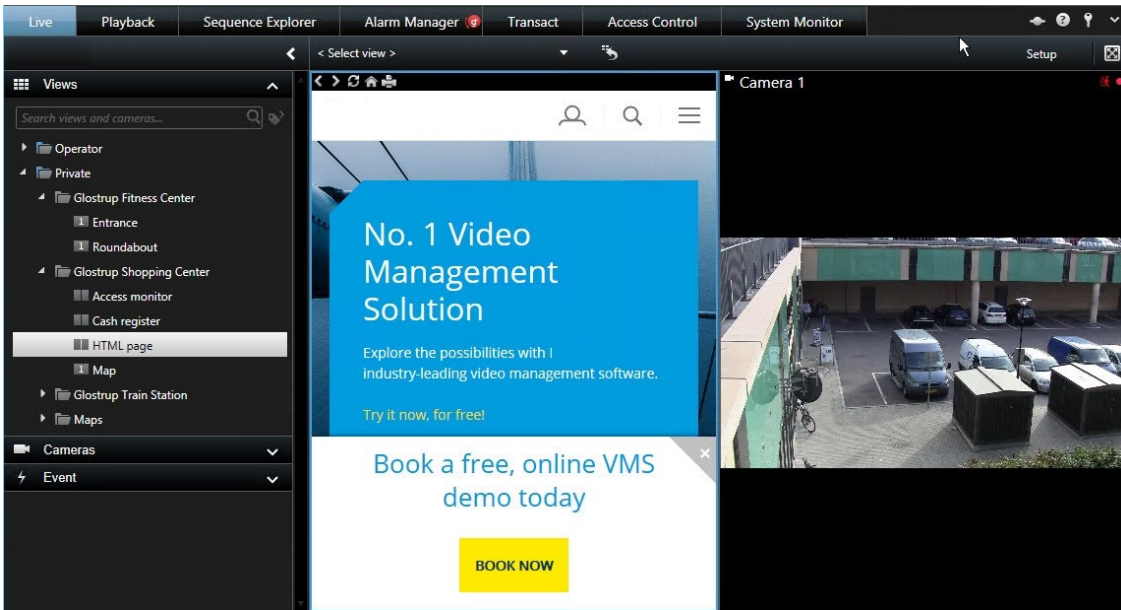 Live Playback Sequence Explorer Alarm Manager Transact Access Control System Monitor
< Select view > Setup
Views
Search views and cameras...
Operator
Private
Glostrup Fitness Center
1 Entrance
1 Roundabout
Glostrup Shopping Center
Access monitor
Cash register
HTML page
1 Map
Glostrup Train Station
Maps
Cameras
Event
No. 1 Video
Management
Solution
Explore the possibilities with l
industry-leading video management software.
Try it now, for free!
Book a free, online VMS
demo today
BOOK NOW
Camera 1